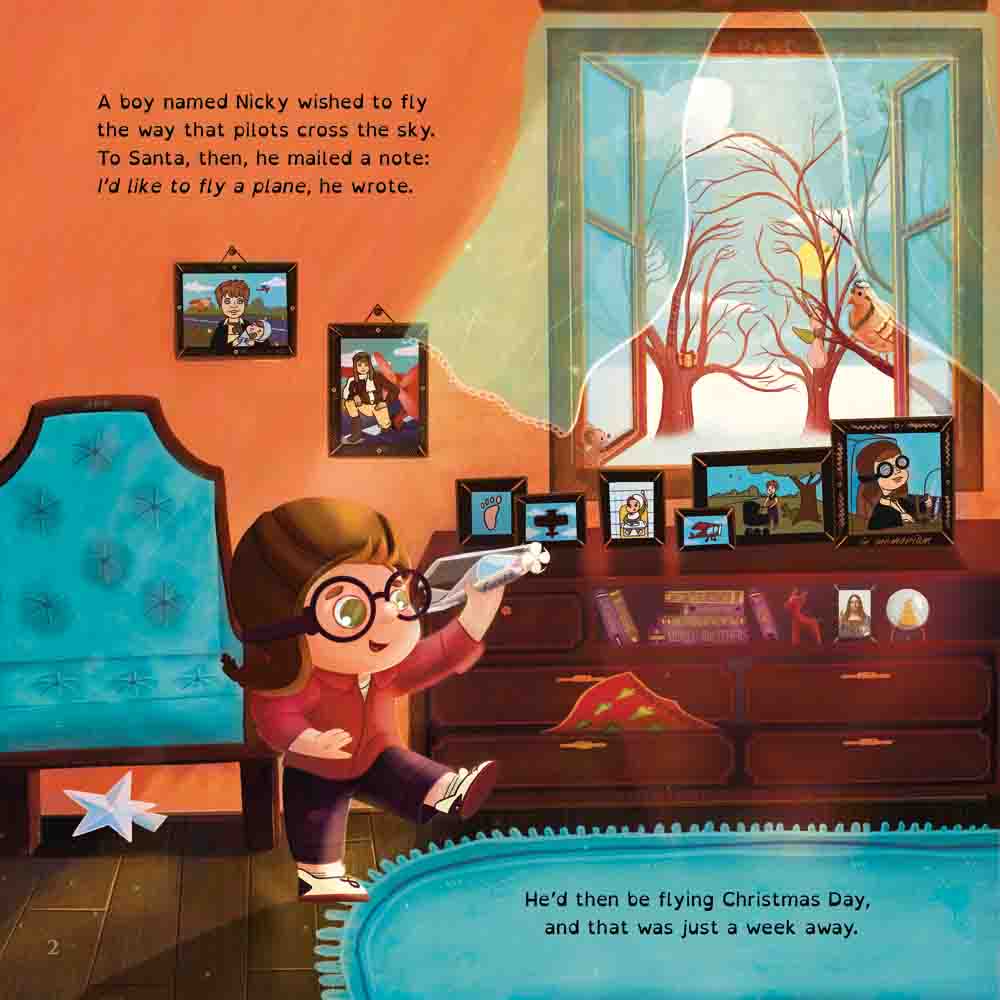 A boy named Nicky wished to fly
the way that pilots cross the sky.
To Santa, then, he mailed a note:
I'd like to fly a plane, he wrote.
in memoriam
He'd then be flying Christmas Day,
and that was just a week away.
2